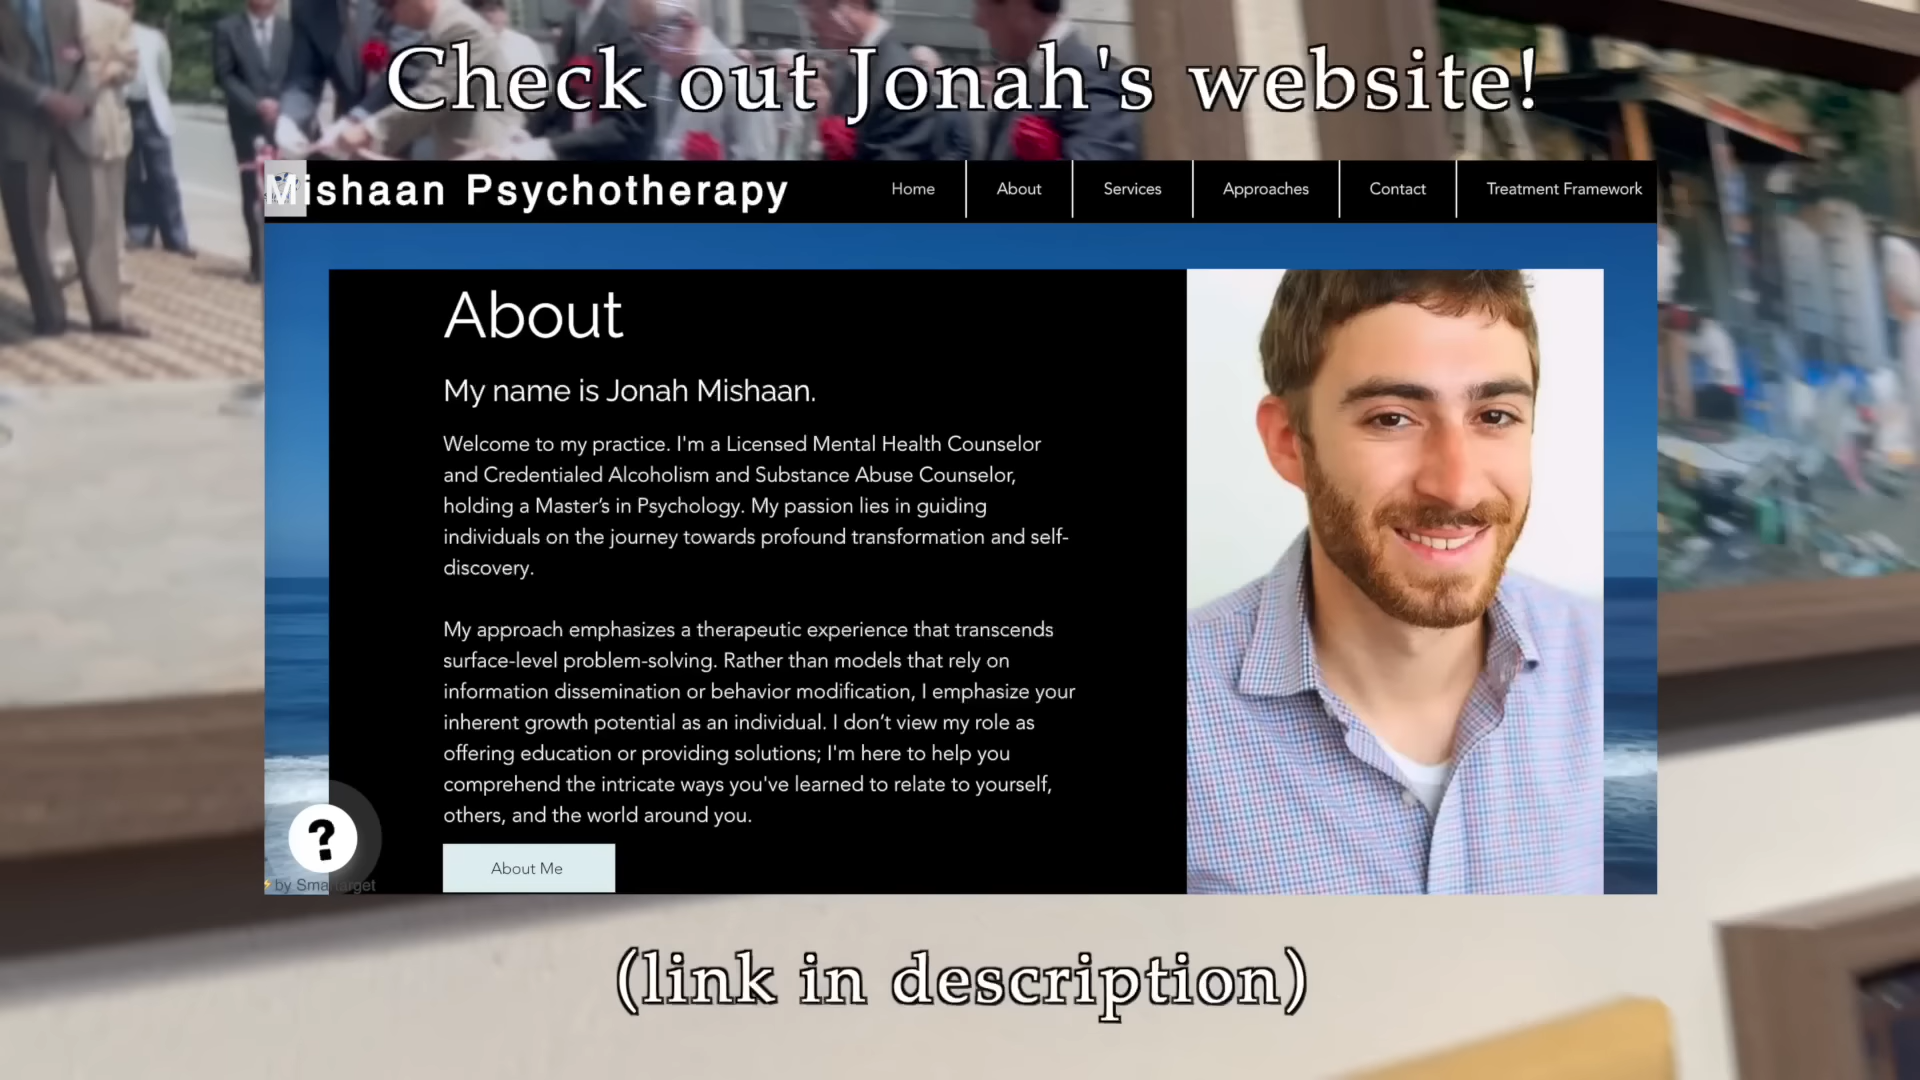 Check out Jonah's website!
Mishaan Psychotherapy
Home
About
Services
Approaches
Contact
Treatment Framework
About
My name is Jonah Mishaan.
Welcome to my practice. I'm a Licensed Mental Health Counselor
and Credentialed Alcoholism and Substance Abuse Counselor,
holding a Master’s in Psychology. My passion lies in guiding
individuals on the journey towards profound transformation and self-
discovery.
My approach emphasizes a therapeutic experience that transcends
surface-level problem-solving. Rather than models that rely on
information dissemination or behavior modification, I emphasize your
inherent growth potential as an individual. I don’t view my role as
offering education or providing solutions; I'm here to help you
comprehend the intricate ways you've learned to relate to yourself,
others, and the world around you.
About Me
?
by Smartarget
(link in description)